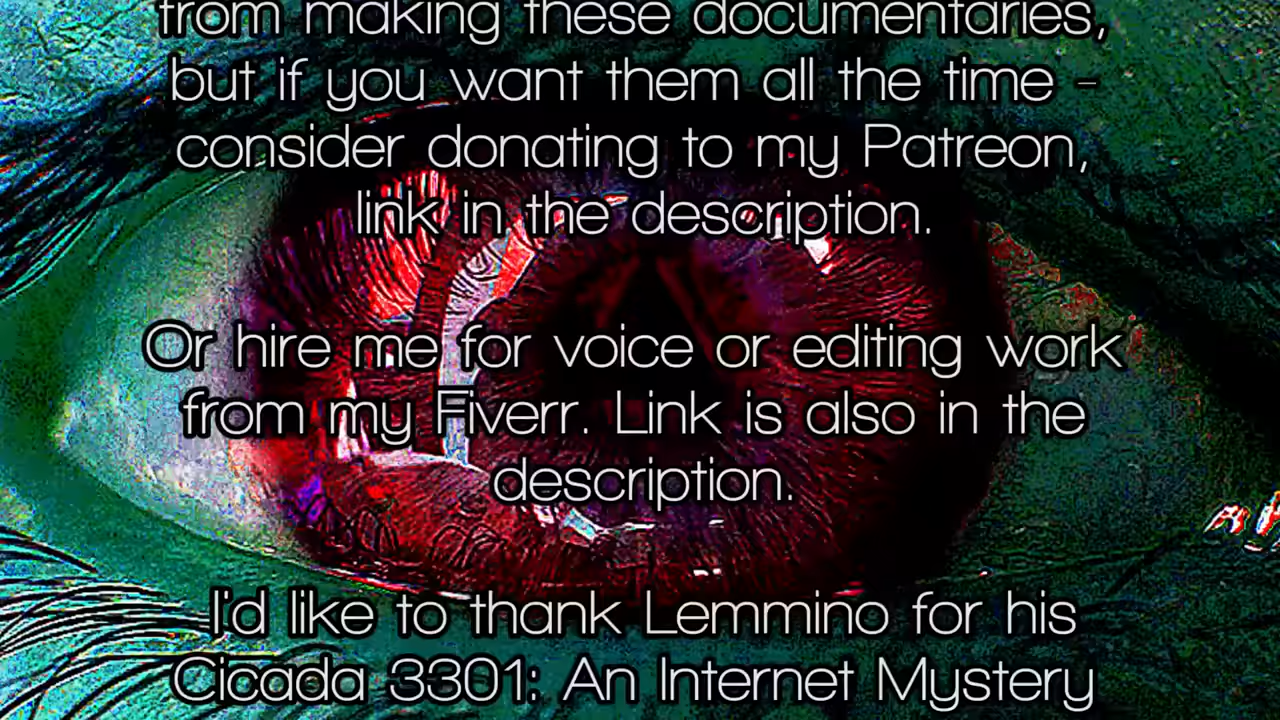 from making these documentaries,
but if you want them all the time -
consider donating to my Patreon,
link in the description.
Or hire me for voice or editing work
from my Fiverr. Link is also in the
description.
I'd like to thank Lemmino for his
Cicada 3301: An Internet Mystery